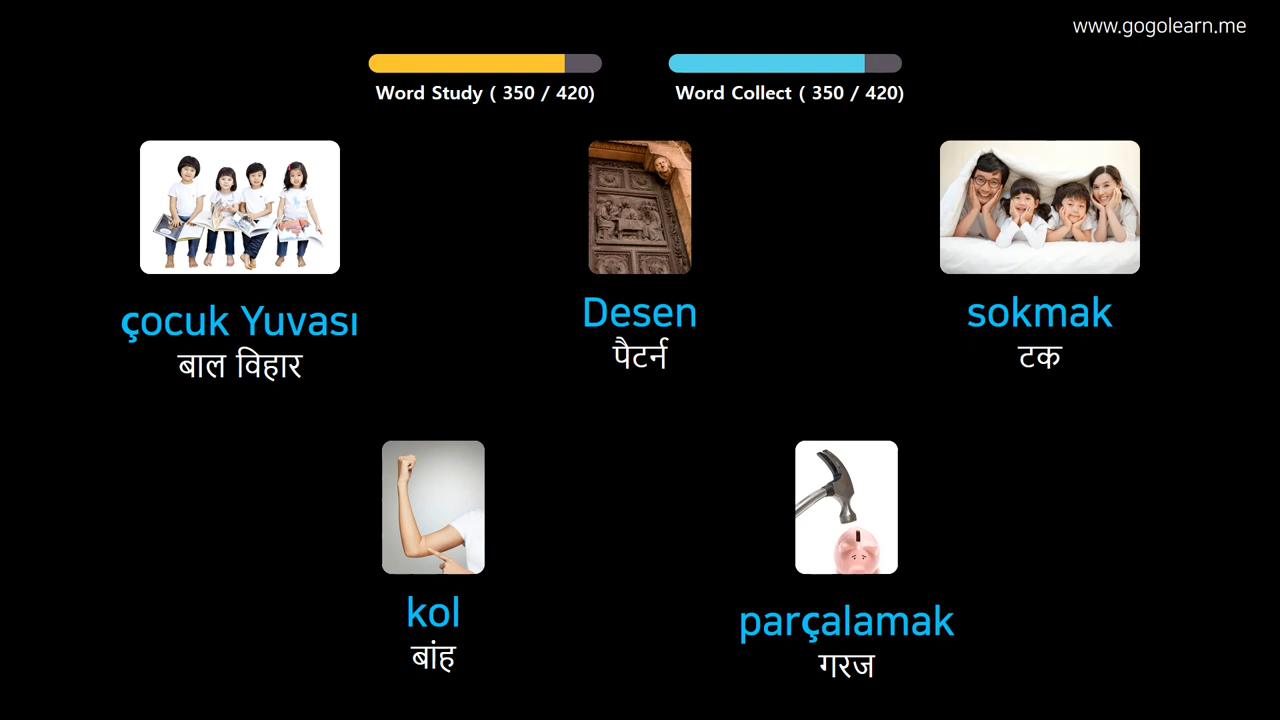 www.gogolearn.me
Word Study ( 350 / 420)
Word Collect ( 350 / 420)
çocuk Yuvası
बाल विहार
Desen
पैटर्न
sokmak
टक
kol
बांह
parçalamak
गरज